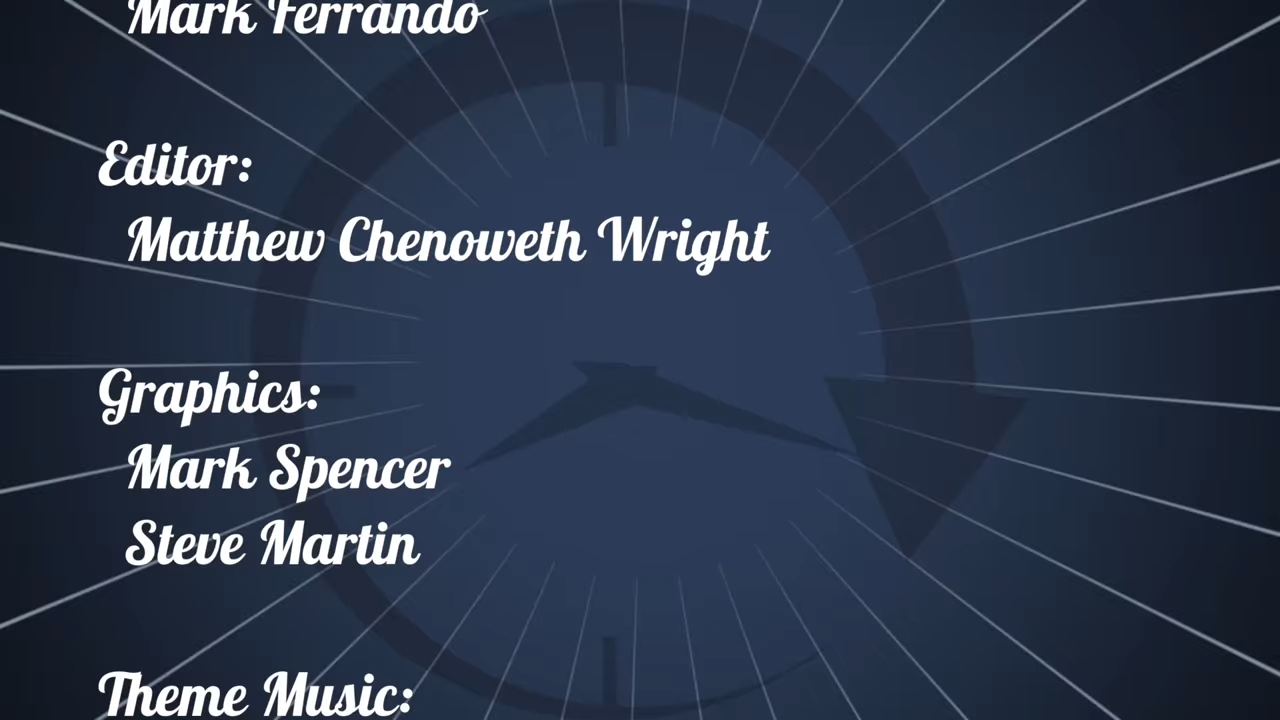 Mark Ferrando
Editor:
Matthew Chenoweth Wright
Graphics:
Mark Spencer
Steve Martin
Theme Music: